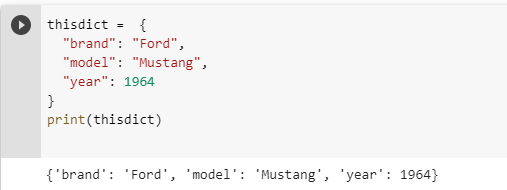 thisdict =  {
  "brand": "Ford",
  "model": "Mustang",
  "year": 1964
}
print(thisdict)
{'brand': 'Ford', 'model': 'Mustang', 'year': 1964}